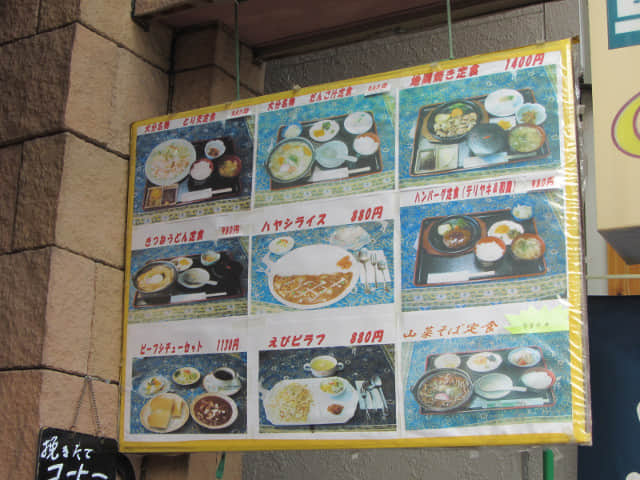 大分名物 とり天定食
大分名物 だんご汁定食
地鶏焼き定食 1400円
きつねうどん定食
ハヤシライス 880円
ハンバーグ定食(テリヤキ&和風)
ビーフシチューセット 1130円
えびピラフ 880円
山菜そば定食
挽きたて
コーヒー